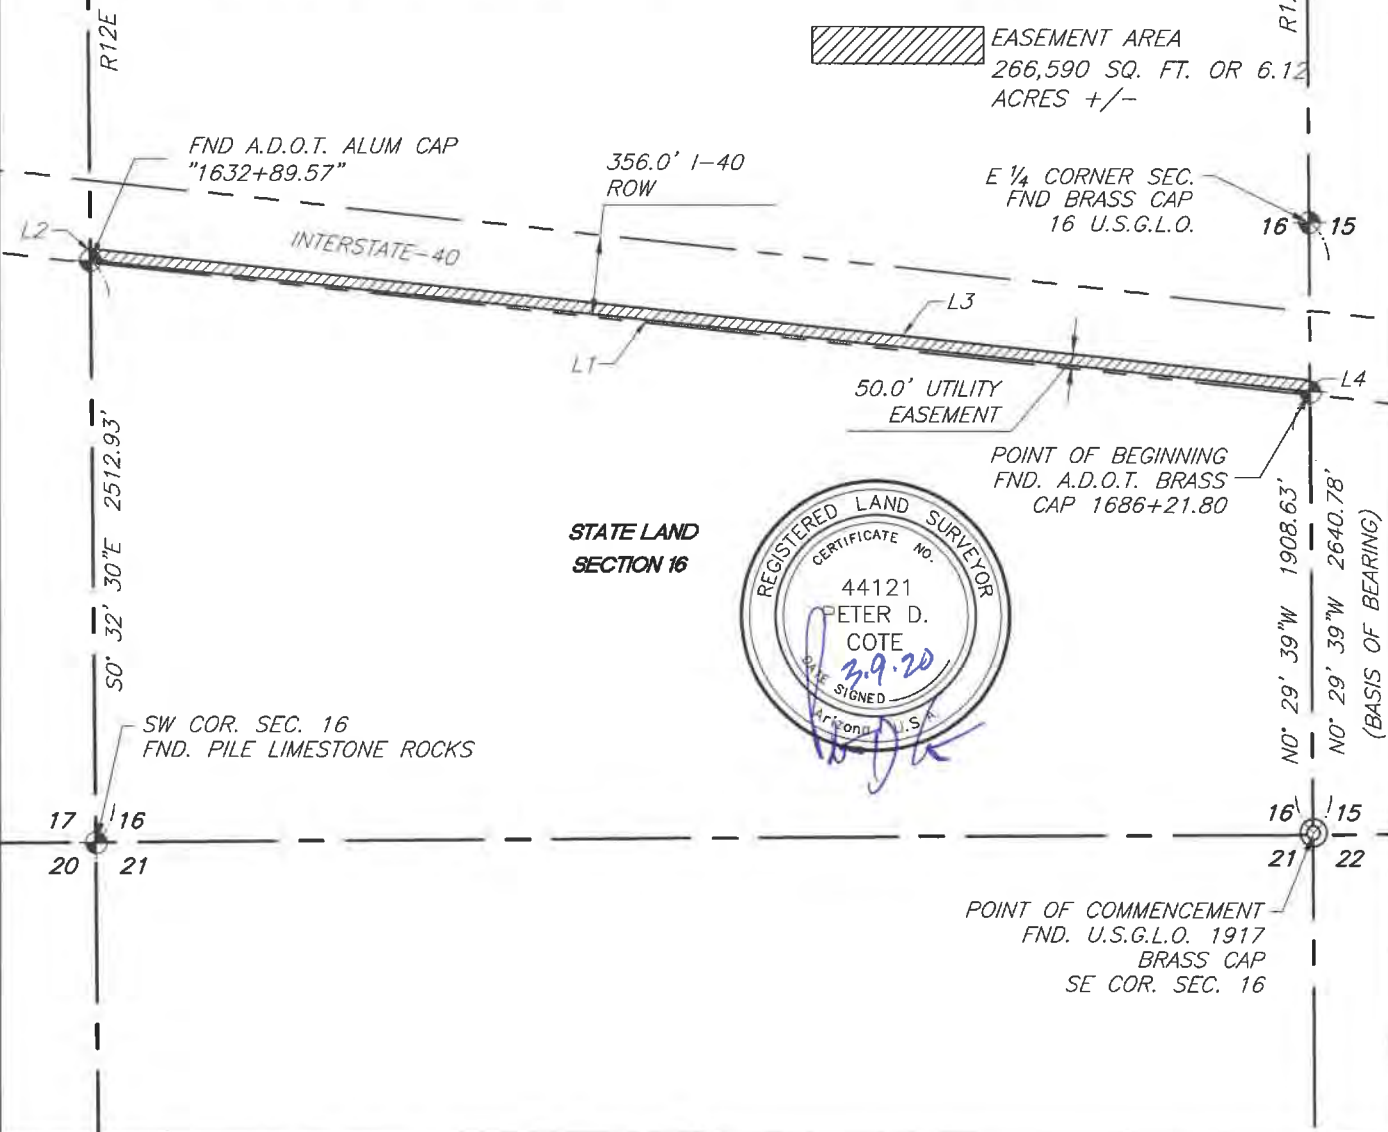 R12E
EASEMENT AREA
266,590 SQ. FT. OR 6.12
ACRES +/-
FND A.D.O.T. ALUM CAP
"1632+89.57"
356.0' I-40
ROW
E 1/4 CORNER SEC.
FND BRASS CAP
16 U.S.G.L.O.
16 15
L2
INTERSTATE-40
L3
L1
L4
50.0' UTILITY
EASEMENT
POINT OF BEGINNING
FND. A.D.O.T. BRASS
CAP 1686+21.80
S0° 32' 30"E 2512.93'
STATE LAND
SECTION 16
REGISTERED LAND SURVEYOR
CERTIFICATE NO.
44121
PETER D.
COTE
3.9.20
DATE SIGNED
Arizona U.S.A.
N0° 29' 39"W 1908.63'
N0° 29' 39"W 2640.78'
(BASIS OF BEARING)
SW COR. SEC. 16
FND. PILE LIMESTONE ROCKS
17 16
20 21
16 15
21 22
POINT OF COMMENCEMENT
FND. U.S.G.L.O. 1917
BRASS CAP
SE COR. SEC. 16